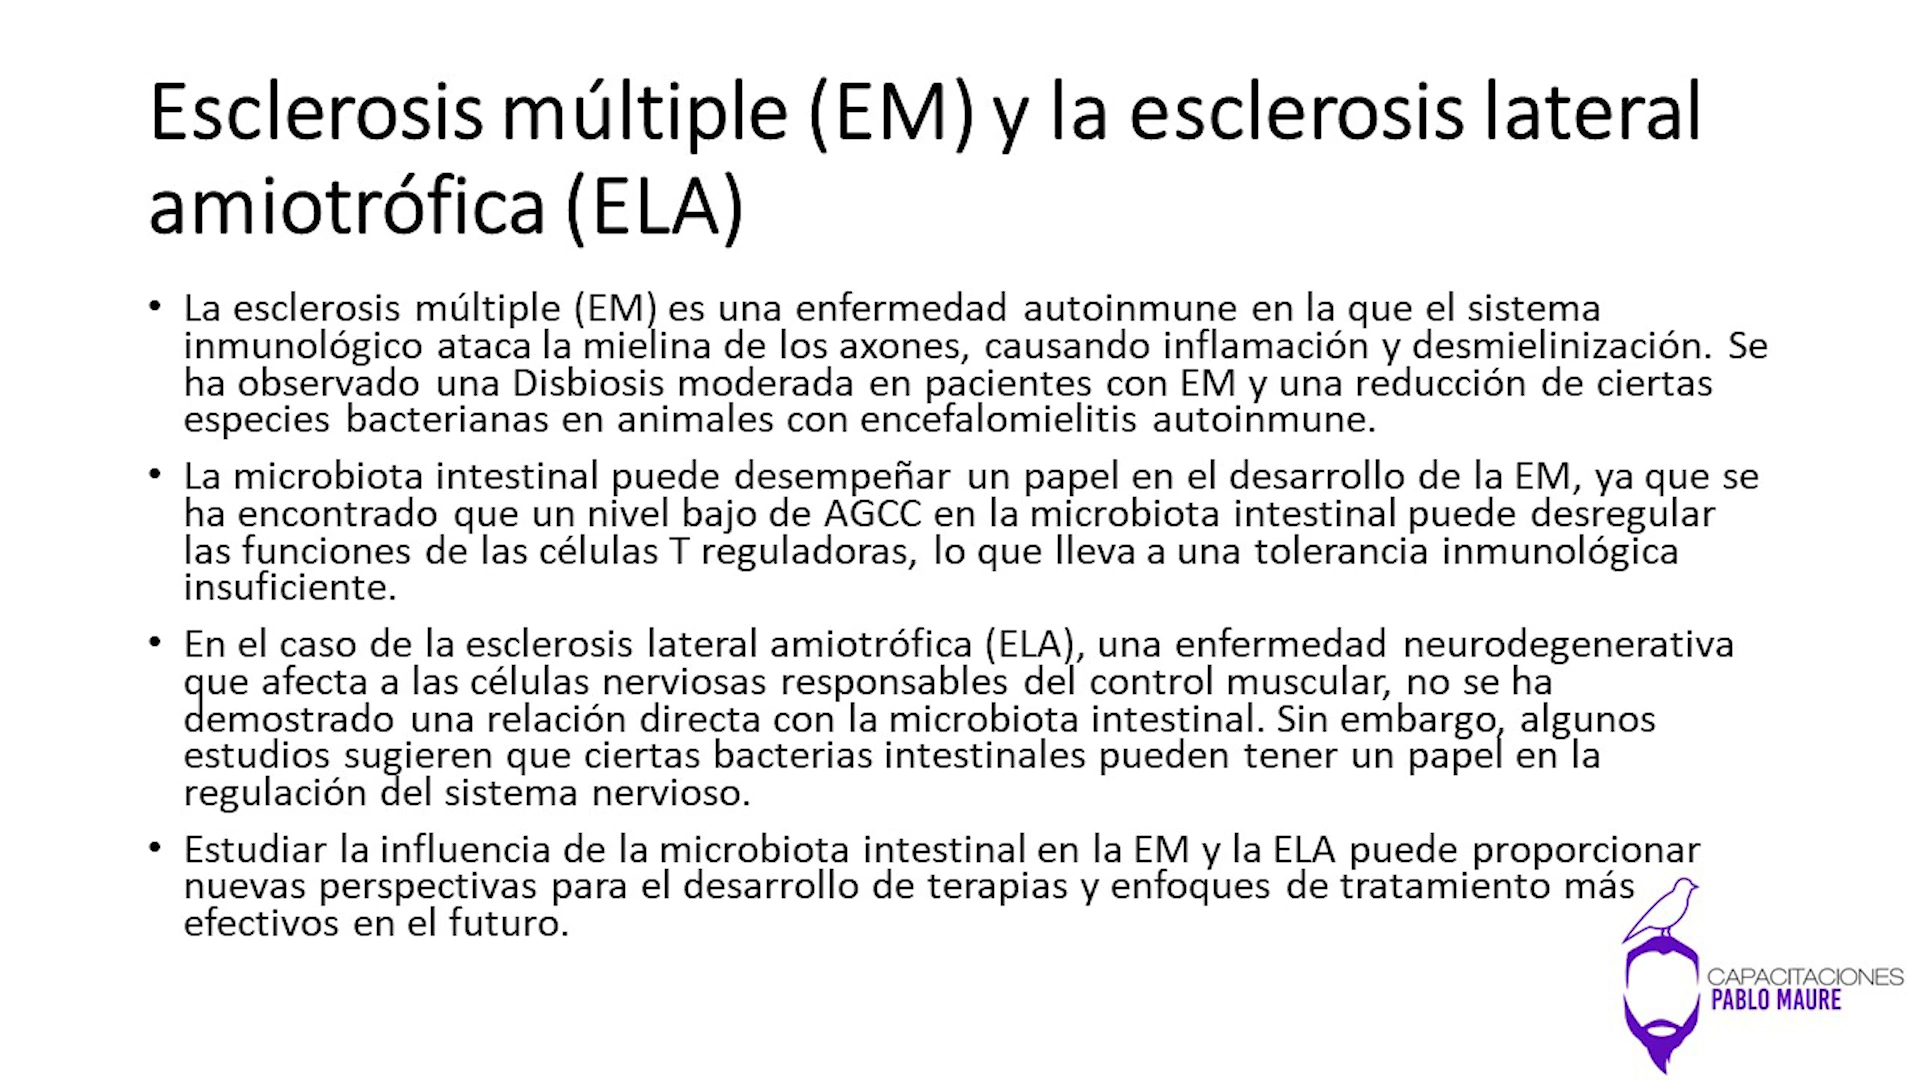 Esclerosis múltiple (EM) y la esclerosis lateral
amiotrófica (ELA)
• La esclerosis múltiple (EM) es una enfermedad autoinmune en la que el sistema
inmunológico ataca la mielina de los axones, causando inflamación y desmielinización. Se
ha observado una Disbiosis moderada en pacientes con EM y una reducción de ciertas
especies bacterianas en animales con encefalomielitis autoinmune.
• La microbiota intestinal puede desempeñar un papel en el desarrollo de la EM, ya que se
ha encontrado que un nivel bajo de AGCC en la microbiota intestinal puede desregular
las funciones de las células T reguladoras, lo que lleva a una tolerancia inmunológica
insuficiente.
• En el caso de la esclerosis lateral amiotrófica (ELA), una enfermedad neurodegenerativa
que afecta a las células nerviosas responsables del control muscular, no se ha
demostrado una relación directa con la microbiota intestinal. Sin embargo, algunos
estudios sugieren que ciertas bacterias intestinales pueden tener un papel en la
regulación del sistema nervioso.
• Estudiar la influencia de la microbiota intestinal en la EM y la ELA puede proporcionar
nuevas perspectivas para el desarrollo de terapias y enfoques de tratamiento más
efectivos en el futuro.
CAPACITACIONES
PABLO MAURE